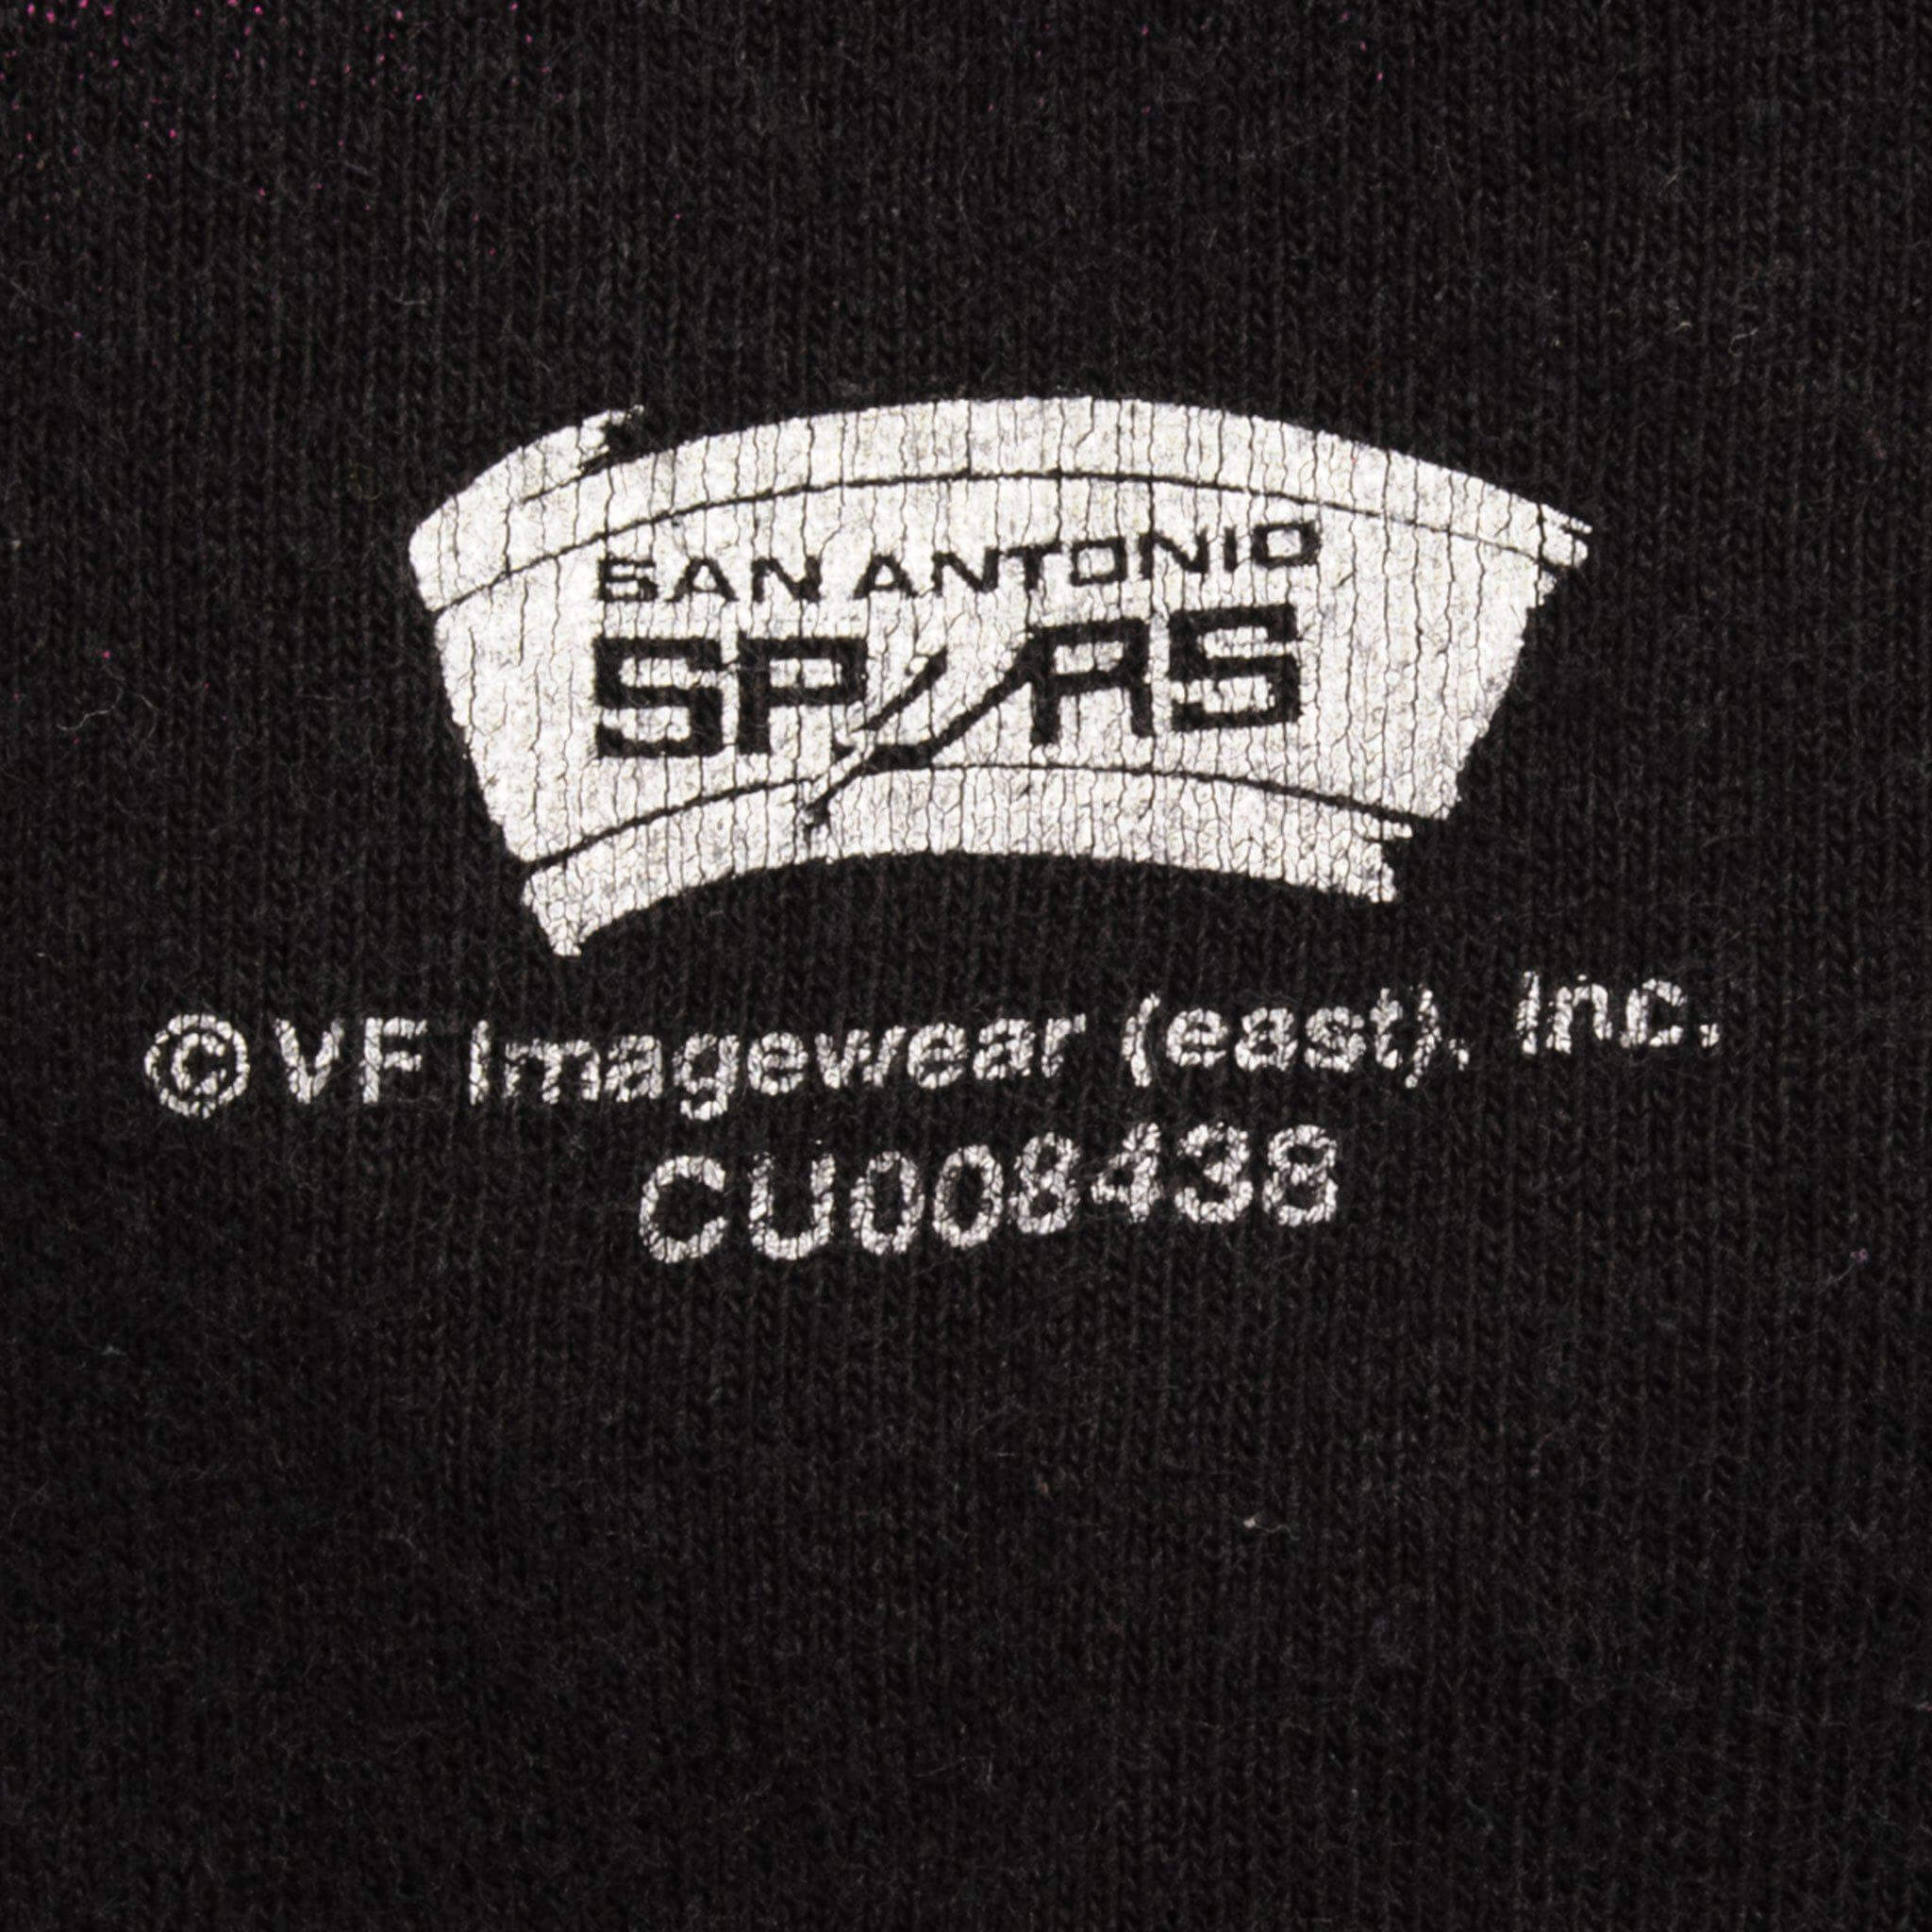 SAN ANTONIO
SPURS
©VF Imagewear (east), Inc.
CU008438